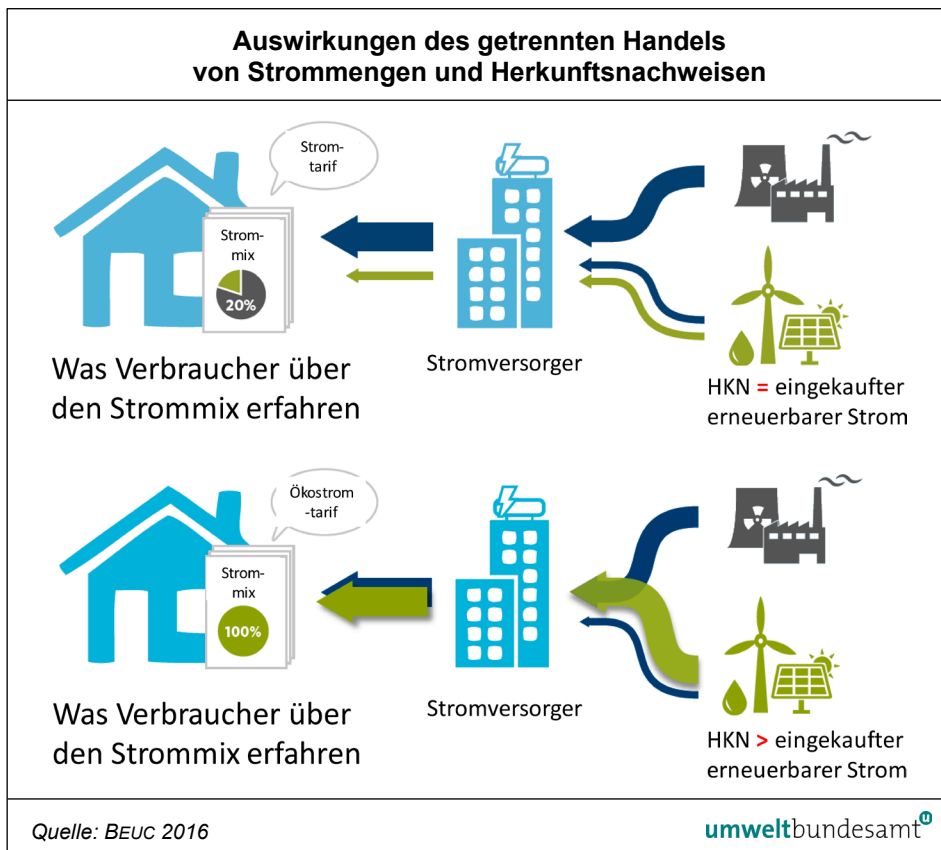 Auswirkungen des getrennten Handels
von Strommengen und Herkunftsnachweisen
Strom-
tarif
Strom-
mix
20%
Was Verbraucher über
den Strommix erfahren
Stromversorger
HKN = eingekaufter
erneuerbarer Strom
Ökostrom
-tarif
Strom-
mix
100%
Was Verbraucher über
den Strommix erfahren
Stromversorger
HKN > eingekaufter
erneuerbarer Strom
Quelle: BEUC 2016
umweltbundesamt u